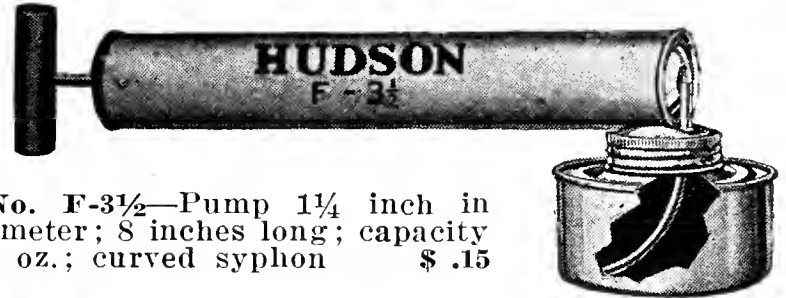 HUDSON
F - 3½
No. F-3½—Pump 1¼ inch in
meter; 8 inches long; capacity
oz.; curved syphon $ .15